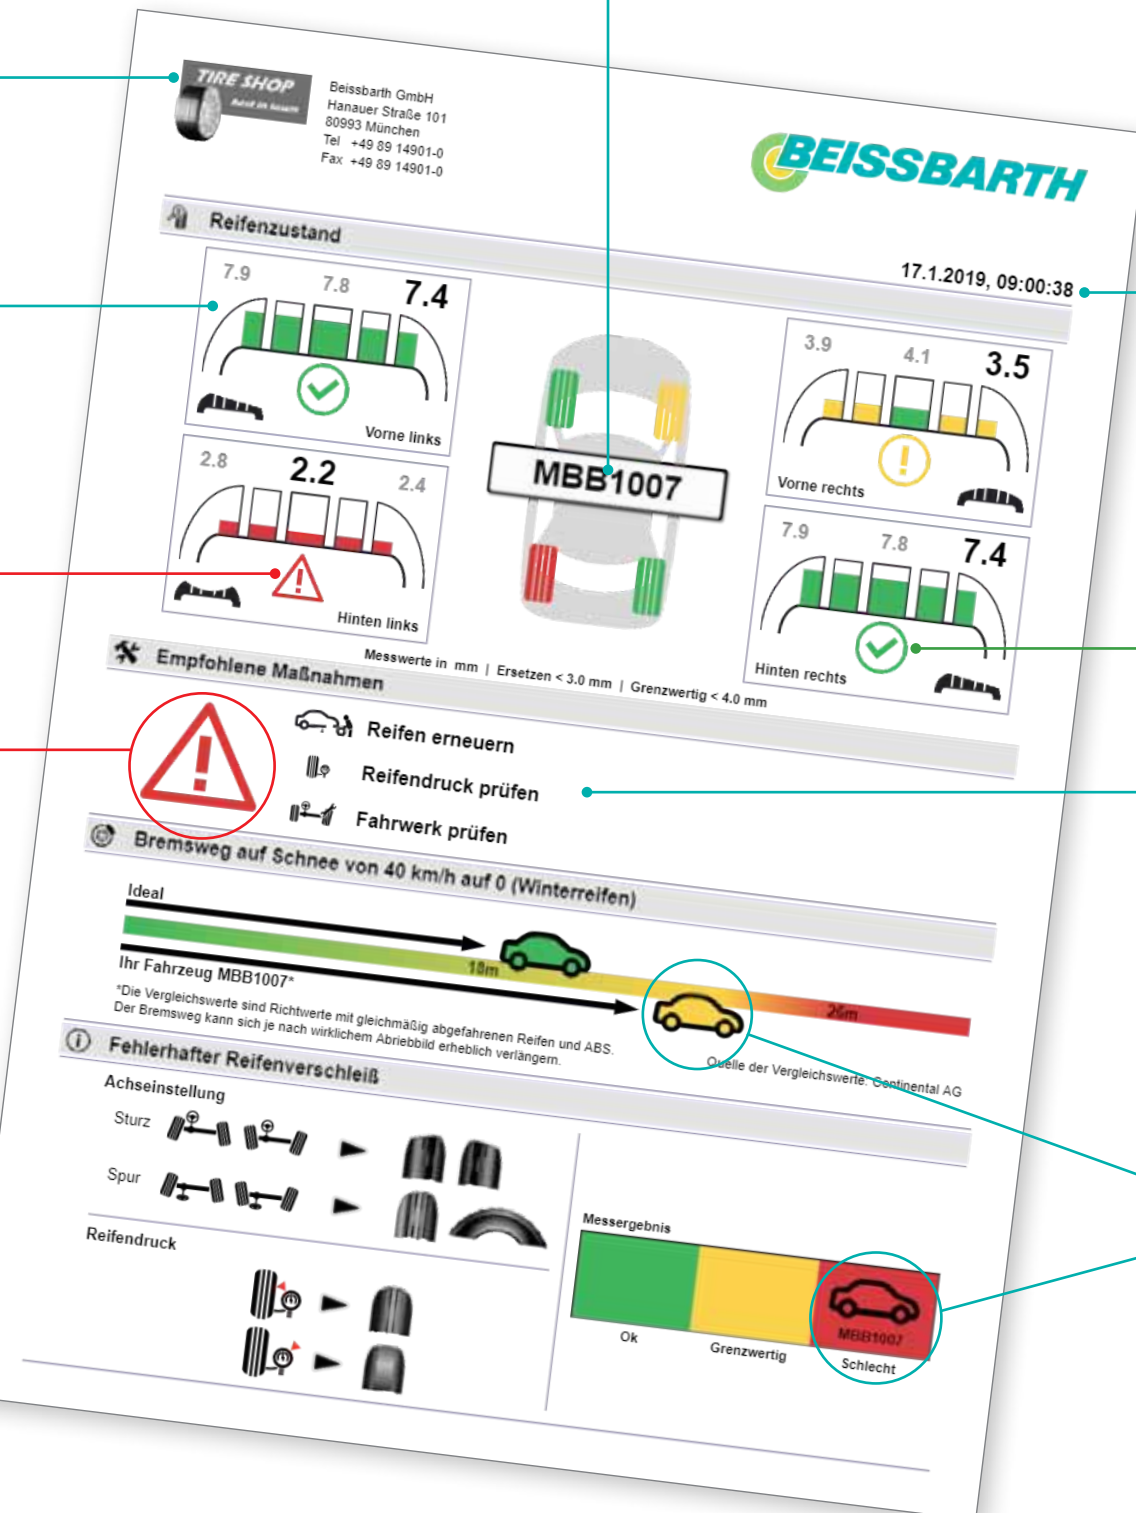 TIRE SHOP
Best in town
Beissbarth GmbH
Hanauer Straße 101
80993 München
Tel +49 89 14901-0
Fax +49 89 14901-0
BEISSBARTH
Reifenzustand
17.1.2019, 09:00:38
7.9 7.8 7.4
Vorne links
2.8 2.2 2.4
Hinten links
MBB1007
3.9 4.1 3.5
Vorne rechts
7.9 7.8 7.4
Hinten rechts
Messwerte in mm | Ersetzen < 3.0 mm | Grenzwertig < 4.0 mm
Empfohlene Maßnahmen
Reifen erneuern
Reifendruck prüfen
Fahrwerk prüfen
Bremsweg auf Schnee von 40 km/h auf 0 (Winterreifen)
Ideal
18m
26m
Ihr Fahrzeug MBB1007*
*Die Vergleichswerte sind Richtwerte mit gleichmäßig abgefahrenen Reifen und ABS.
Der Bremsweg kann sich je nach wirklichem Abriebbild erheblich verlängern.
Quelle der Vergleichswerte: Continental AG
Fehlerhafter Reifenverschleiß
Achseinstellung
Sturz
Spur
Reifendruck
Messergebnis
MBB1007
Ok
Grenzwertig
Schlecht